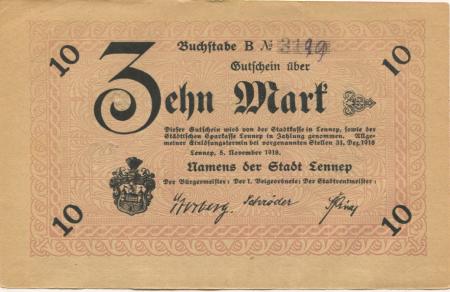 10 10
Buchstabe B № 3199
Gutschein über
Zehn Mark
Dieser Gutschein wird von der Stadtkasse in Lennep, sowie der
Städtischen Sparkasse Lennep in Zahlung genommen. Allge-
meiner Einlösungstermin bei vorgenannten Stellen 31. Dez. 1918
Lennep, 8. November 1918.
Namens der Stadt Lennep
Der Bürgermeister: Der 1. Beigeordnete: Der Stadtrentmeister:
Schröder
10 10